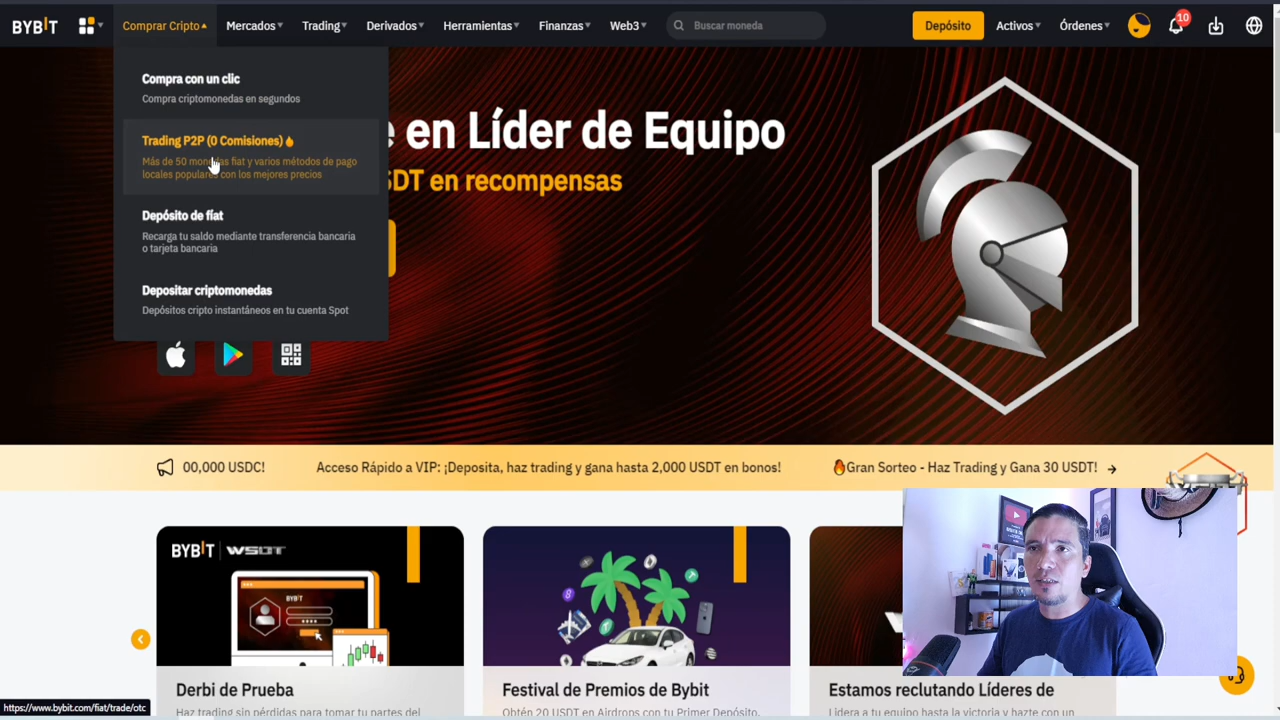 BYBIT
Comprar Cripto
Mercados
Trading
Derivados
Herramientas
Finanzas
Web3
Buscar moneda
Depósito
Activos
Órdenes
10
Compra con un clic
Compra criptomonedas en segundos
Trading P2P (0 Comisiones)
Más de 50 monedas fiat y varios métodos de pago
locales populares con los mejores precios
Depósito de fiat
Recarga tu saldo mediante transferencia bancaria
o tarjeta bancaria
Depositar criptomonedas
Depósitos cripto instantáneos en tu cuenta Spot
e en Líder de Equipo
SDT en recompensas
00,000 USDC!
Acceso Rápido a VIP: ¡Deposita, haz trading y gana hasta 2,000 USDT en bonos!
Gran Sorteo - Haz Trading y Gana 30 USDT! →
BYBIT | WSOT
BYBIT
Derbi de Prueba
Haz trading sin pérdidas para tomar tu partes del
Festival de Premios de Bybit
Obtén 20 USDT en Airdrops con tu Primer Depósito,
Estamos reclutando Líderes de
Lidera a tu equipo hasta la victoria y hazte con un
https://www.bybit.com/fiat/trade/otc